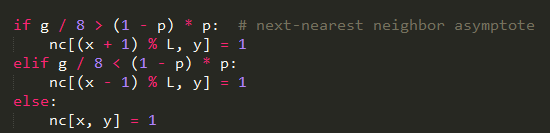 if g / 8 > (1 - p) * p:  # next-nearest neighbor asymptote
    nc[(x + 1) % L, y] = 1
elif g / 8 < (1 - p) * p:
    nc[(x - 1) % L, y] = 1
else:
    nc[x, y] = 1